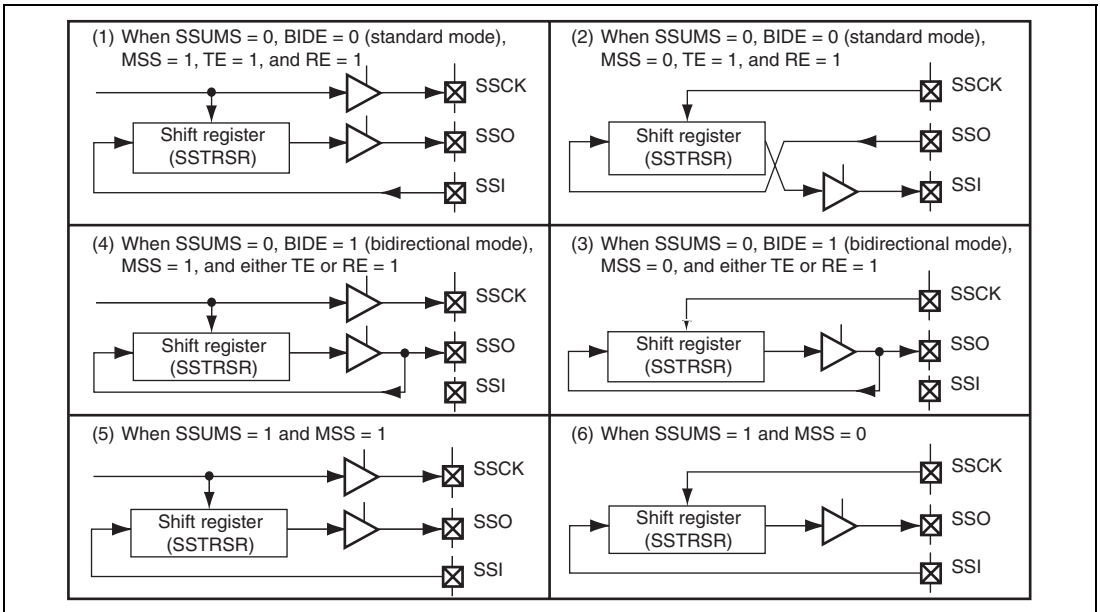 (1) When SSUMS = 0, BIDE = 0 (standard mode),
MSS = 1, TE = 1, and RE = 1
SSCK
Shift register
(SSTRSR)
SSO
SSI
(2) When SSUMS = 0, BIDE = 0 (standard mode),
MSS = 0, TE = 1, and RE = 1
SSCK
Shift register
(SSTRSR)
SSO
SSI
(4) When SSUMS = 0, BIDE = 1 (bidirectional mode),
MSS = 1, and either TE or RE = 1
SSCK
Shift register
(SSTRSR)
SSO
SSI
(3) When SSUMS = 0, BIDE = 1 (bidirectional mode),
MSS = 0, and either TE or RE = 1
SSCK
Shift register
(SSTRSR)
SSO
SSI
(5) When SSUMS = 1 and MSS = 1
SSCK
Shift register
(SSTRSR)
SSO
SSI
(6) When SSUMS = 1 and MSS = 0
SSCK
Shift register
(SSTRSR)
SSO
SSI